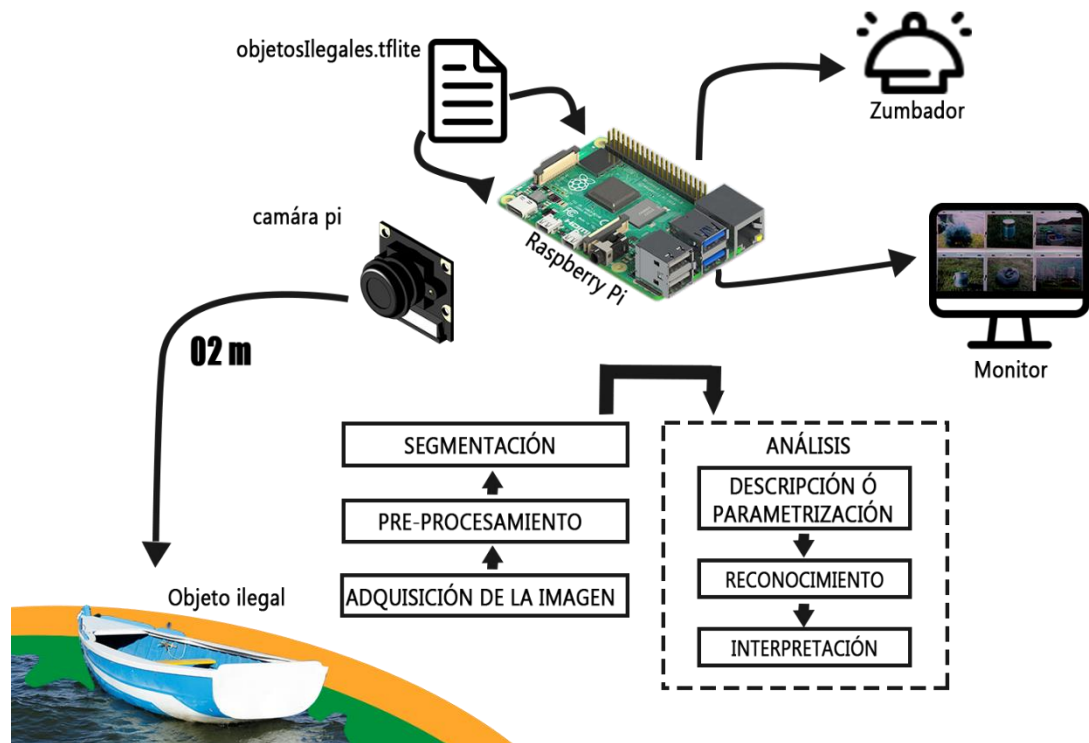 objetosIlegales.tflite
Zumbador
camára pi
Raspberry Pi
02 m
Monitor
SEGMENTACIÓN
PRE-PROCESAMIENTO
ADQUISICIÓN DE LA IMAGEN
ANÁLISIS
DESCRIPCIÓN Ó
PARAMETRIZACIÓN
RECONOCIMIENTO
INTERPRETACIÓN
Objeto ilegal